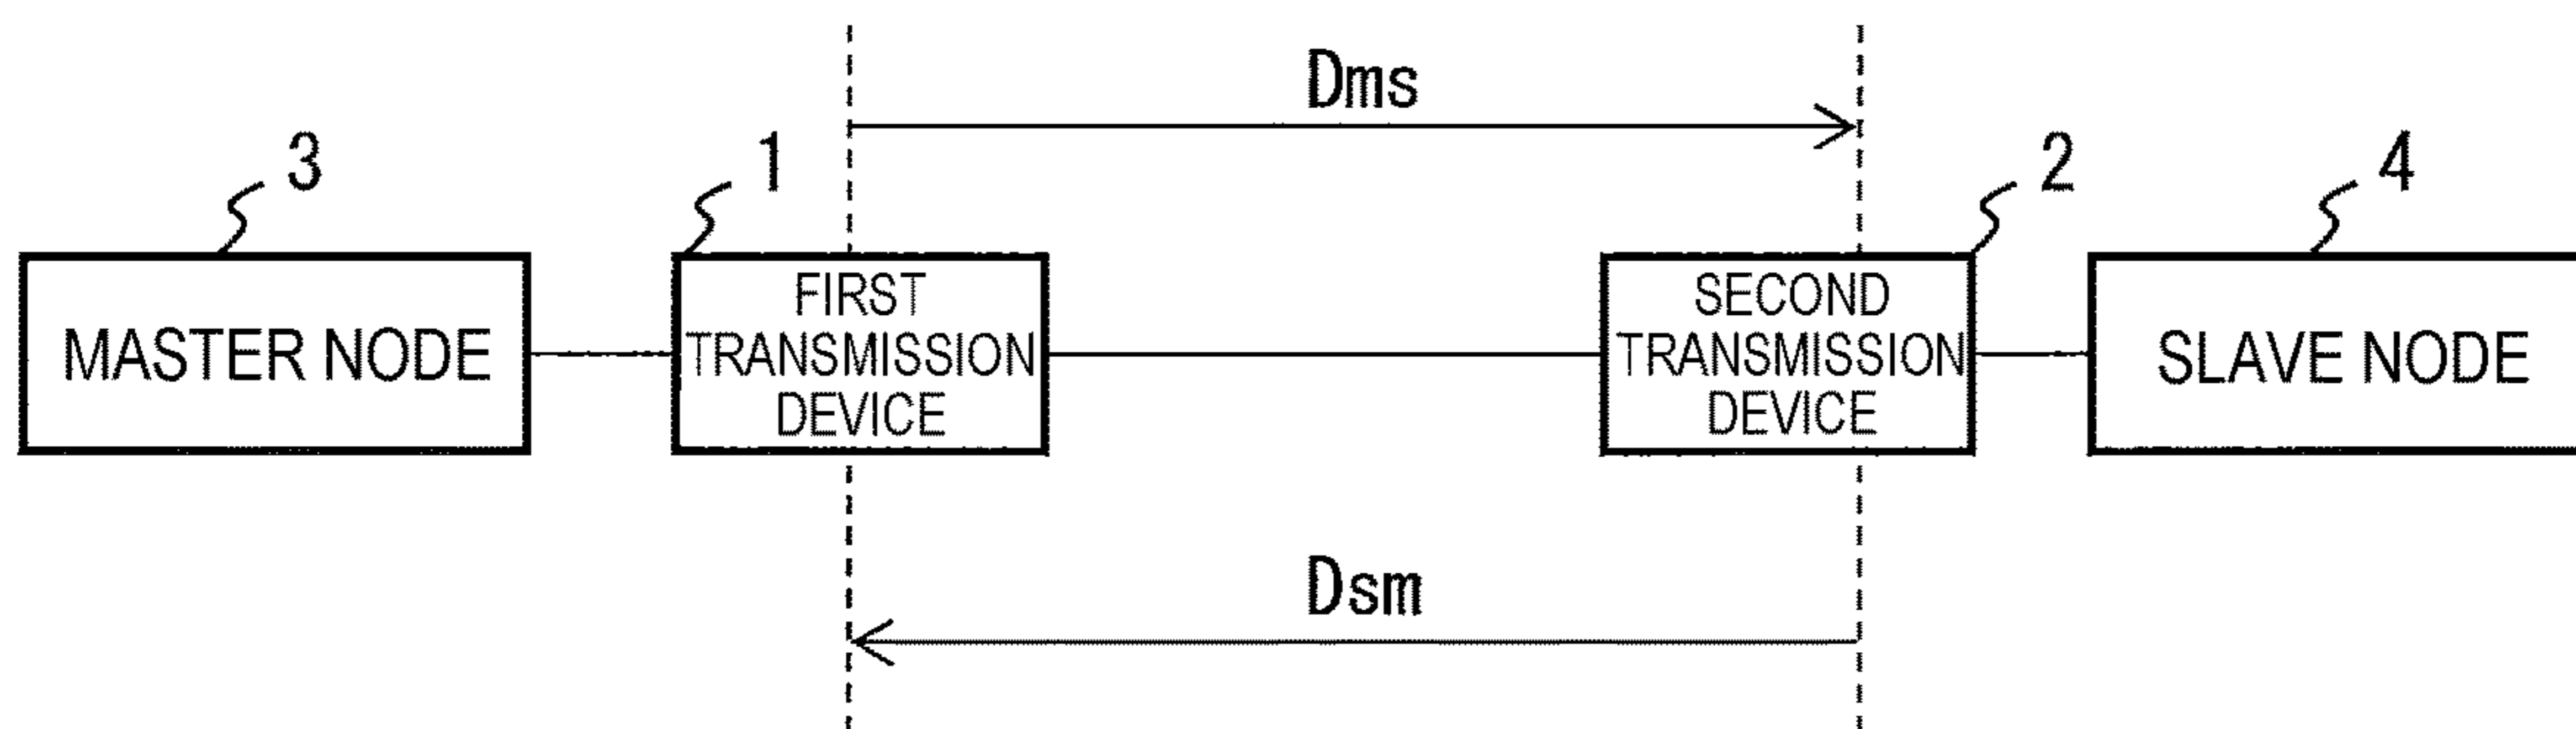 Dms
3
1
2
4
MASTER NODE
FIRST
TRANSMISSION
DEVICE
SECOND
TRANSMISSION
DEVICE
SLAVE NODE
Dsm